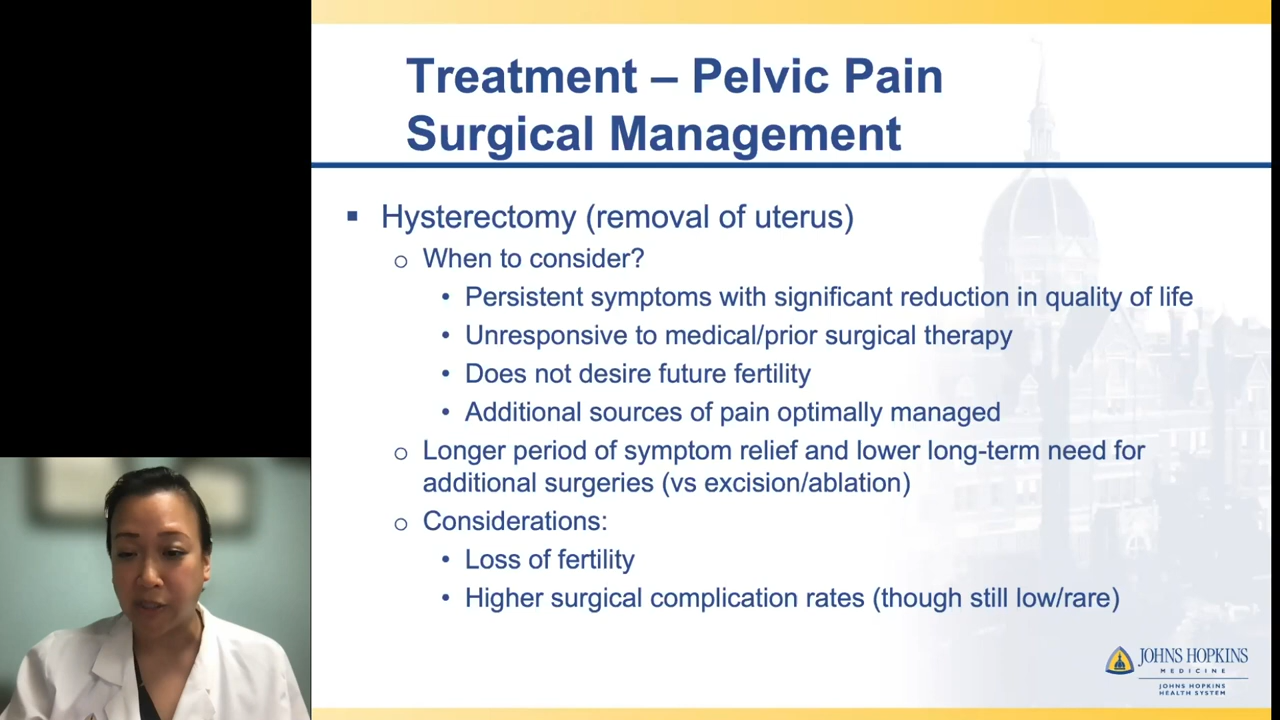 Treatment – Pelvic Pain
Surgical Management
▪ Hysterectomy (removal of uterus)
o When to consider?
• Persistent symptoms with significant reduction in quality of life
• Unresponsive to medical/prior surgical therapy
• Does not desire future fertility
• Additional sources of pain optimally managed
o Longer period of symptom relief and lower long-term need for
additional surgeries (vs excision/ablation)
o Considerations:
• Loss of fertility
• Higher surgical complication rates (though still low/rare)
JOHNS HOPKINS
MEDICINE
JOHNS HOPKINS
HEALTH SYSTEM